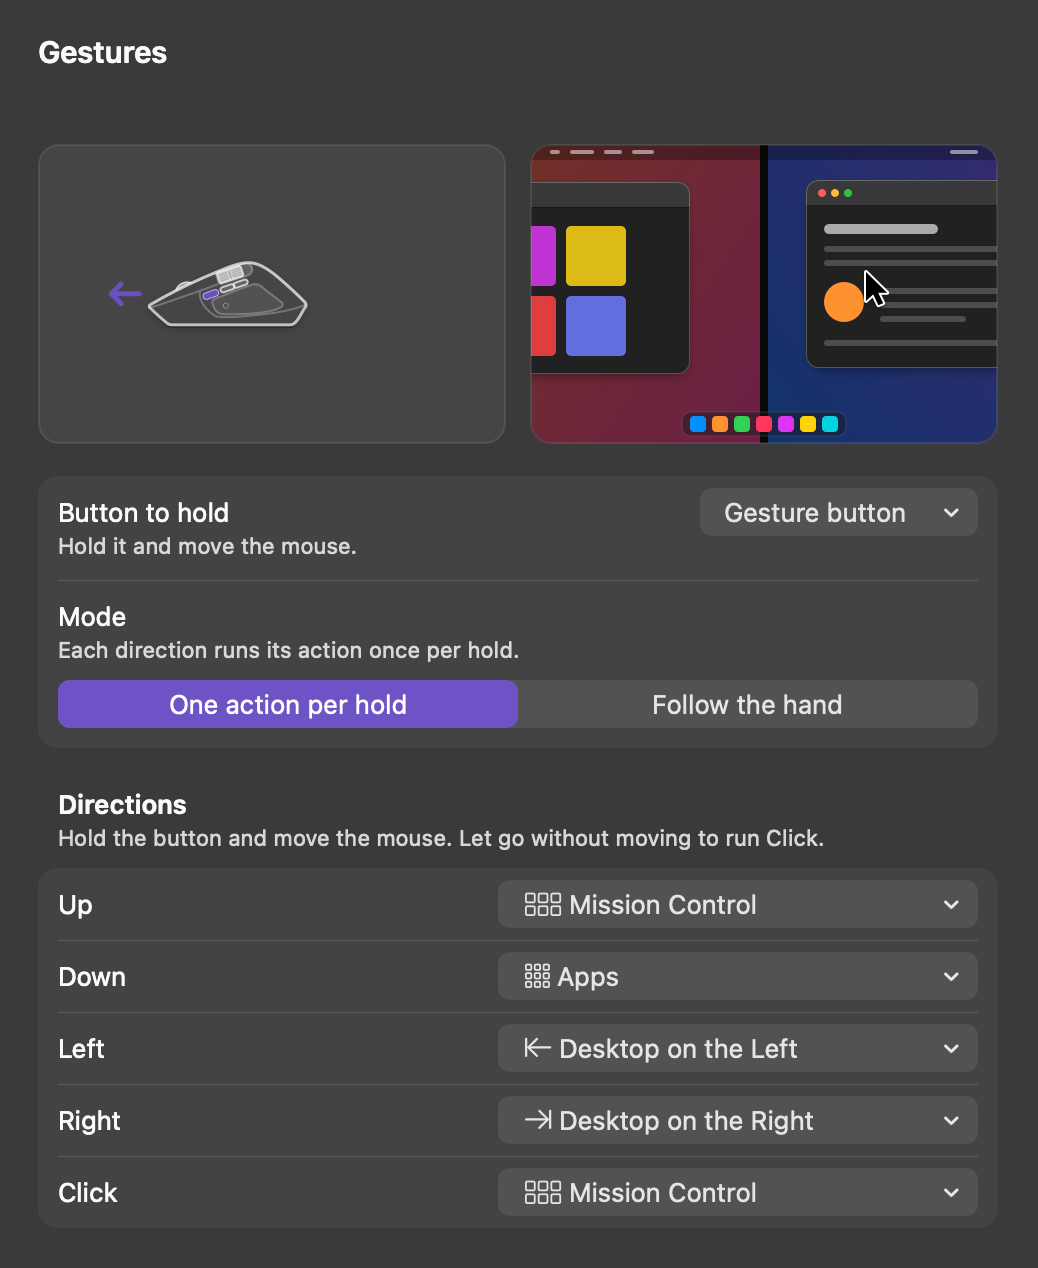 Gestures
Button to hold
Gesture button
Hold it and move the mouse.
Mode
Each direction runs its action once per hold.
One action per hold
Follow the hand
Directions
Hold the button and move the mouse. Let go without moving to run Click.
Up
Mission Control
Down
Apps
Left
Desktop on the Left
Right
Desktop on the Right
Click
Mission Control